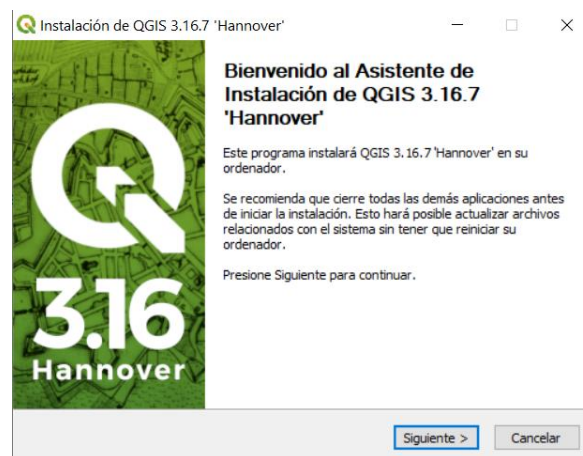 Instalación de QGIS 3.16.7 'Hannover'
Bienvenido al Asistente de
Instalación de QGIS 3.16.7
'Hannover'
Este programa instalará QGIS 3.16.7 'Hannover' en su
ordenador.
Se recomienda que cierre todas las demás aplicaciones antes
de iniciar la instalación. Esto hará posible actualizar archivos
relacionados con el sistema sin tener que reiniciar su
ordenador.
Presione Siguiente para continuar.
3.16
Hannover
Siguiente >
Cancelar